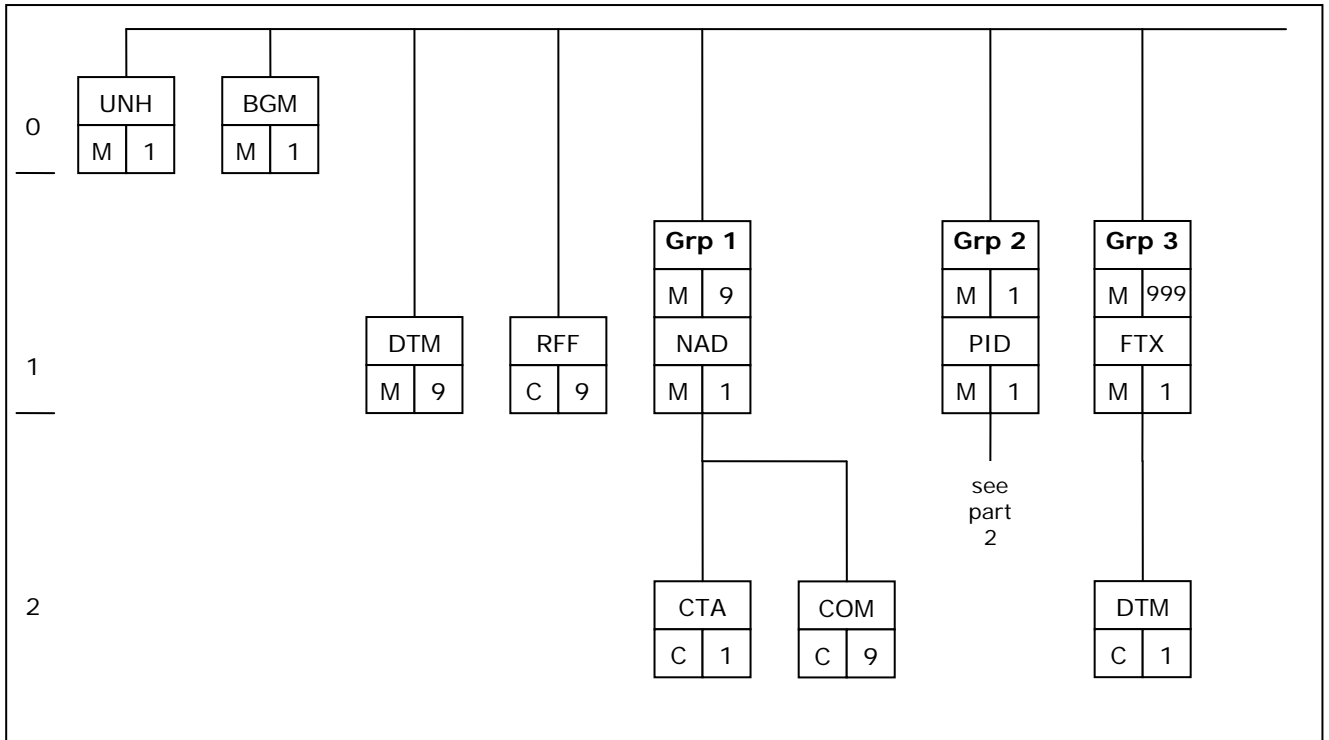 UNH BGM
0
M 1 M 1
Grp 1 Grp 2 Grp 3
M 9 M 1 M 999
DTM RFF NAD PID FTX
1
M 9 C 9 M 1 M 1 M 1
see
part
2
2
CTA COM DTM
C 1 C 9 C 1